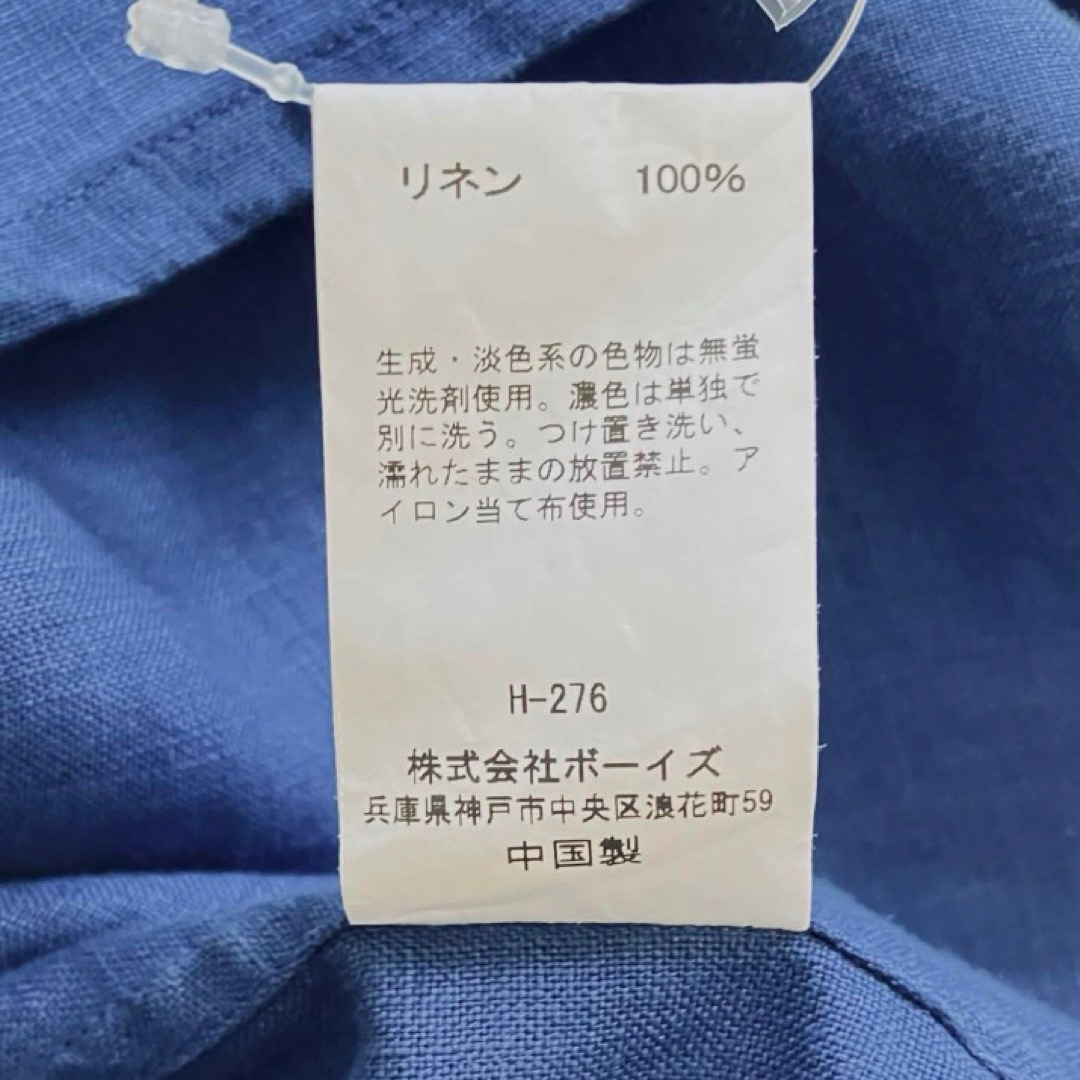 リネン 100%
生成・淡色系の色物は無蛍
光洗剤使用。濃色は単独で
別に洗う。つけ置き洗い、
濡れたままの放置禁止。ア
イロン当て布使用。
H-276
株式会社ボーイズ
兵庫県神戸市中央区浪花町59
中国製